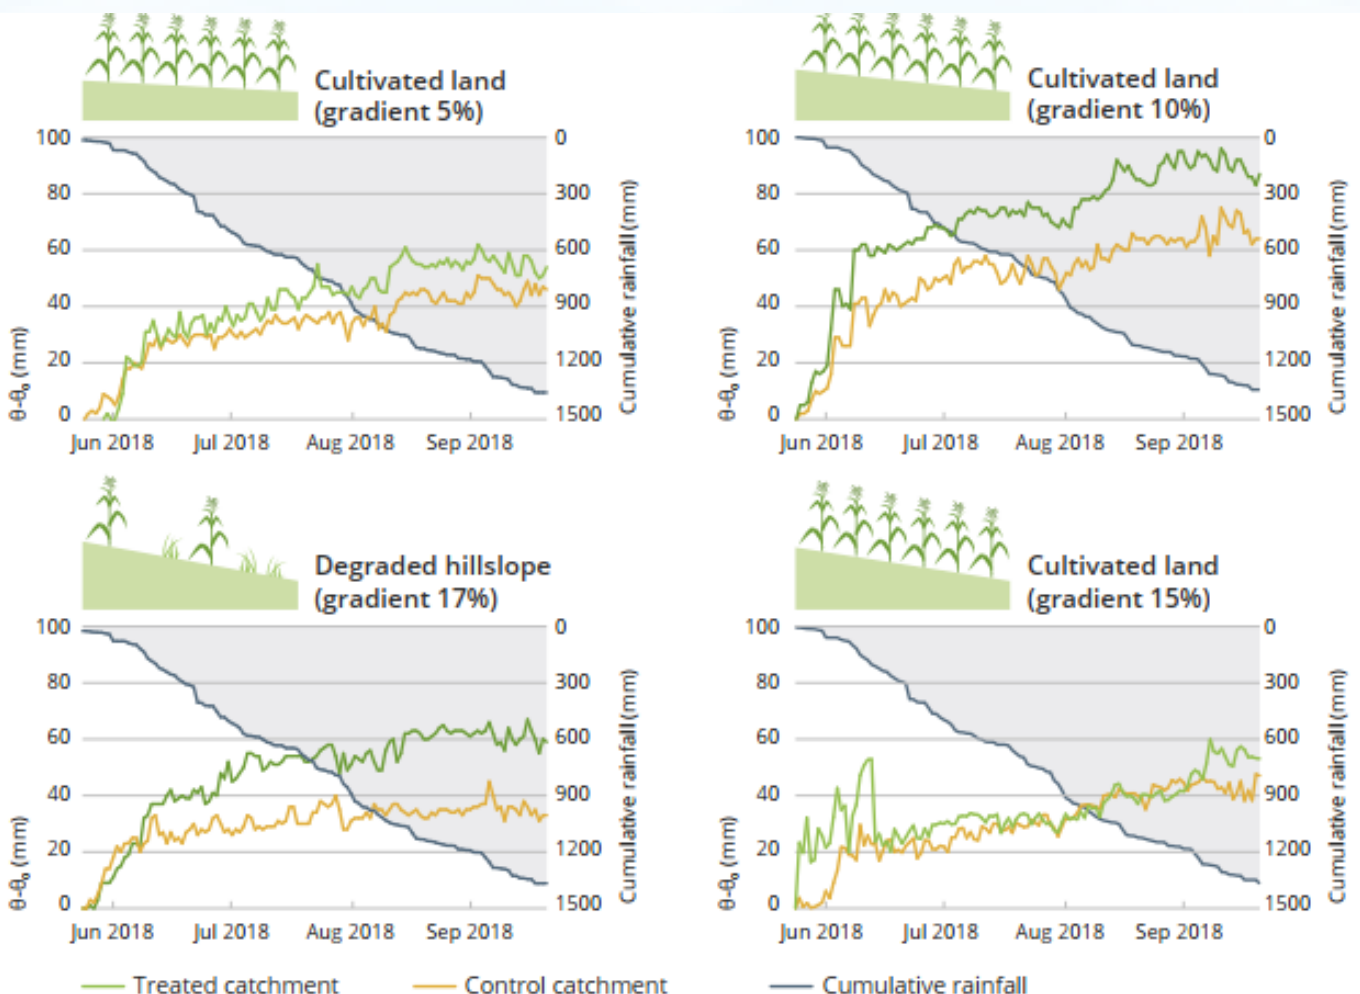 Cultivated land
(gradient 5%)
100
80
60
40
20
0
θ-θₒ (mm)
0
300
600
900
1200
1500
Cumulative rainfall (mm)
Jun 2018
Jul 2018
Aug 2018
Sep 2018
Cultivated land
(gradient 10%)
100
80
60
40
20
0
θ-θₒ (mm)
0
300
600
900
1200
1500
Cumulative rainfall (mm)
Jun 2018
Jul 2018
Aug 2018
Sep 2018
Degraded hillslope
(gradient 17%)
100
80
60
40
20
0
θ-θₒ (mm)
0
300
600
900
1200
1500
Cumulative rainfall (mm)
Jun 2018
Jul 2018
Aug 2018
Sep 2018
Cultivated land
(gradient 15%)
100
80
60
40
20
0
θ-θₒ (mm)
0
300
600
900
1200
1500
Cumulative rainfall (mm)
Jun 2018
Jul 2018
Aug 2018
Sep 2018
Treated catchment
Control catchment
Cumulative rainfall